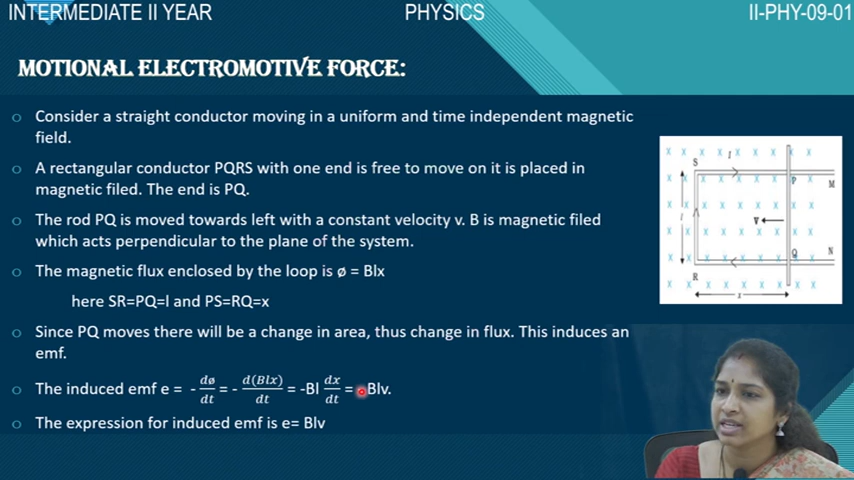 INTERMEDIATE II YEAR PHYSICS II-PHY-09-01
MOTIONAL ELECTROMOTIVE FORCE:
o Consider a straight conductor moving in a uniform and time independent magnetic
field.
o A rectangular conductor PQRS with one end is free to move on it is placed in
magnetic filed. The end is PQ.
o The rod PQ is moved towards left with a constant velocity v. B is magnetic filed
which acts perpendicular to the plane of the system.
o The magnetic flux enclosed by the loop is ø = Blx
here SR=PQ=l and PS=RQ=x
o Since PQ moves there will be a change in area, thus change in flux. This induces an
emf.
o The induced emf e = - dø/dt = - d(Blx)/dt = -Bl dx/dt = Blv.
o The expression for induced emf is e= Blv
S I P M
l V
Q N
R x